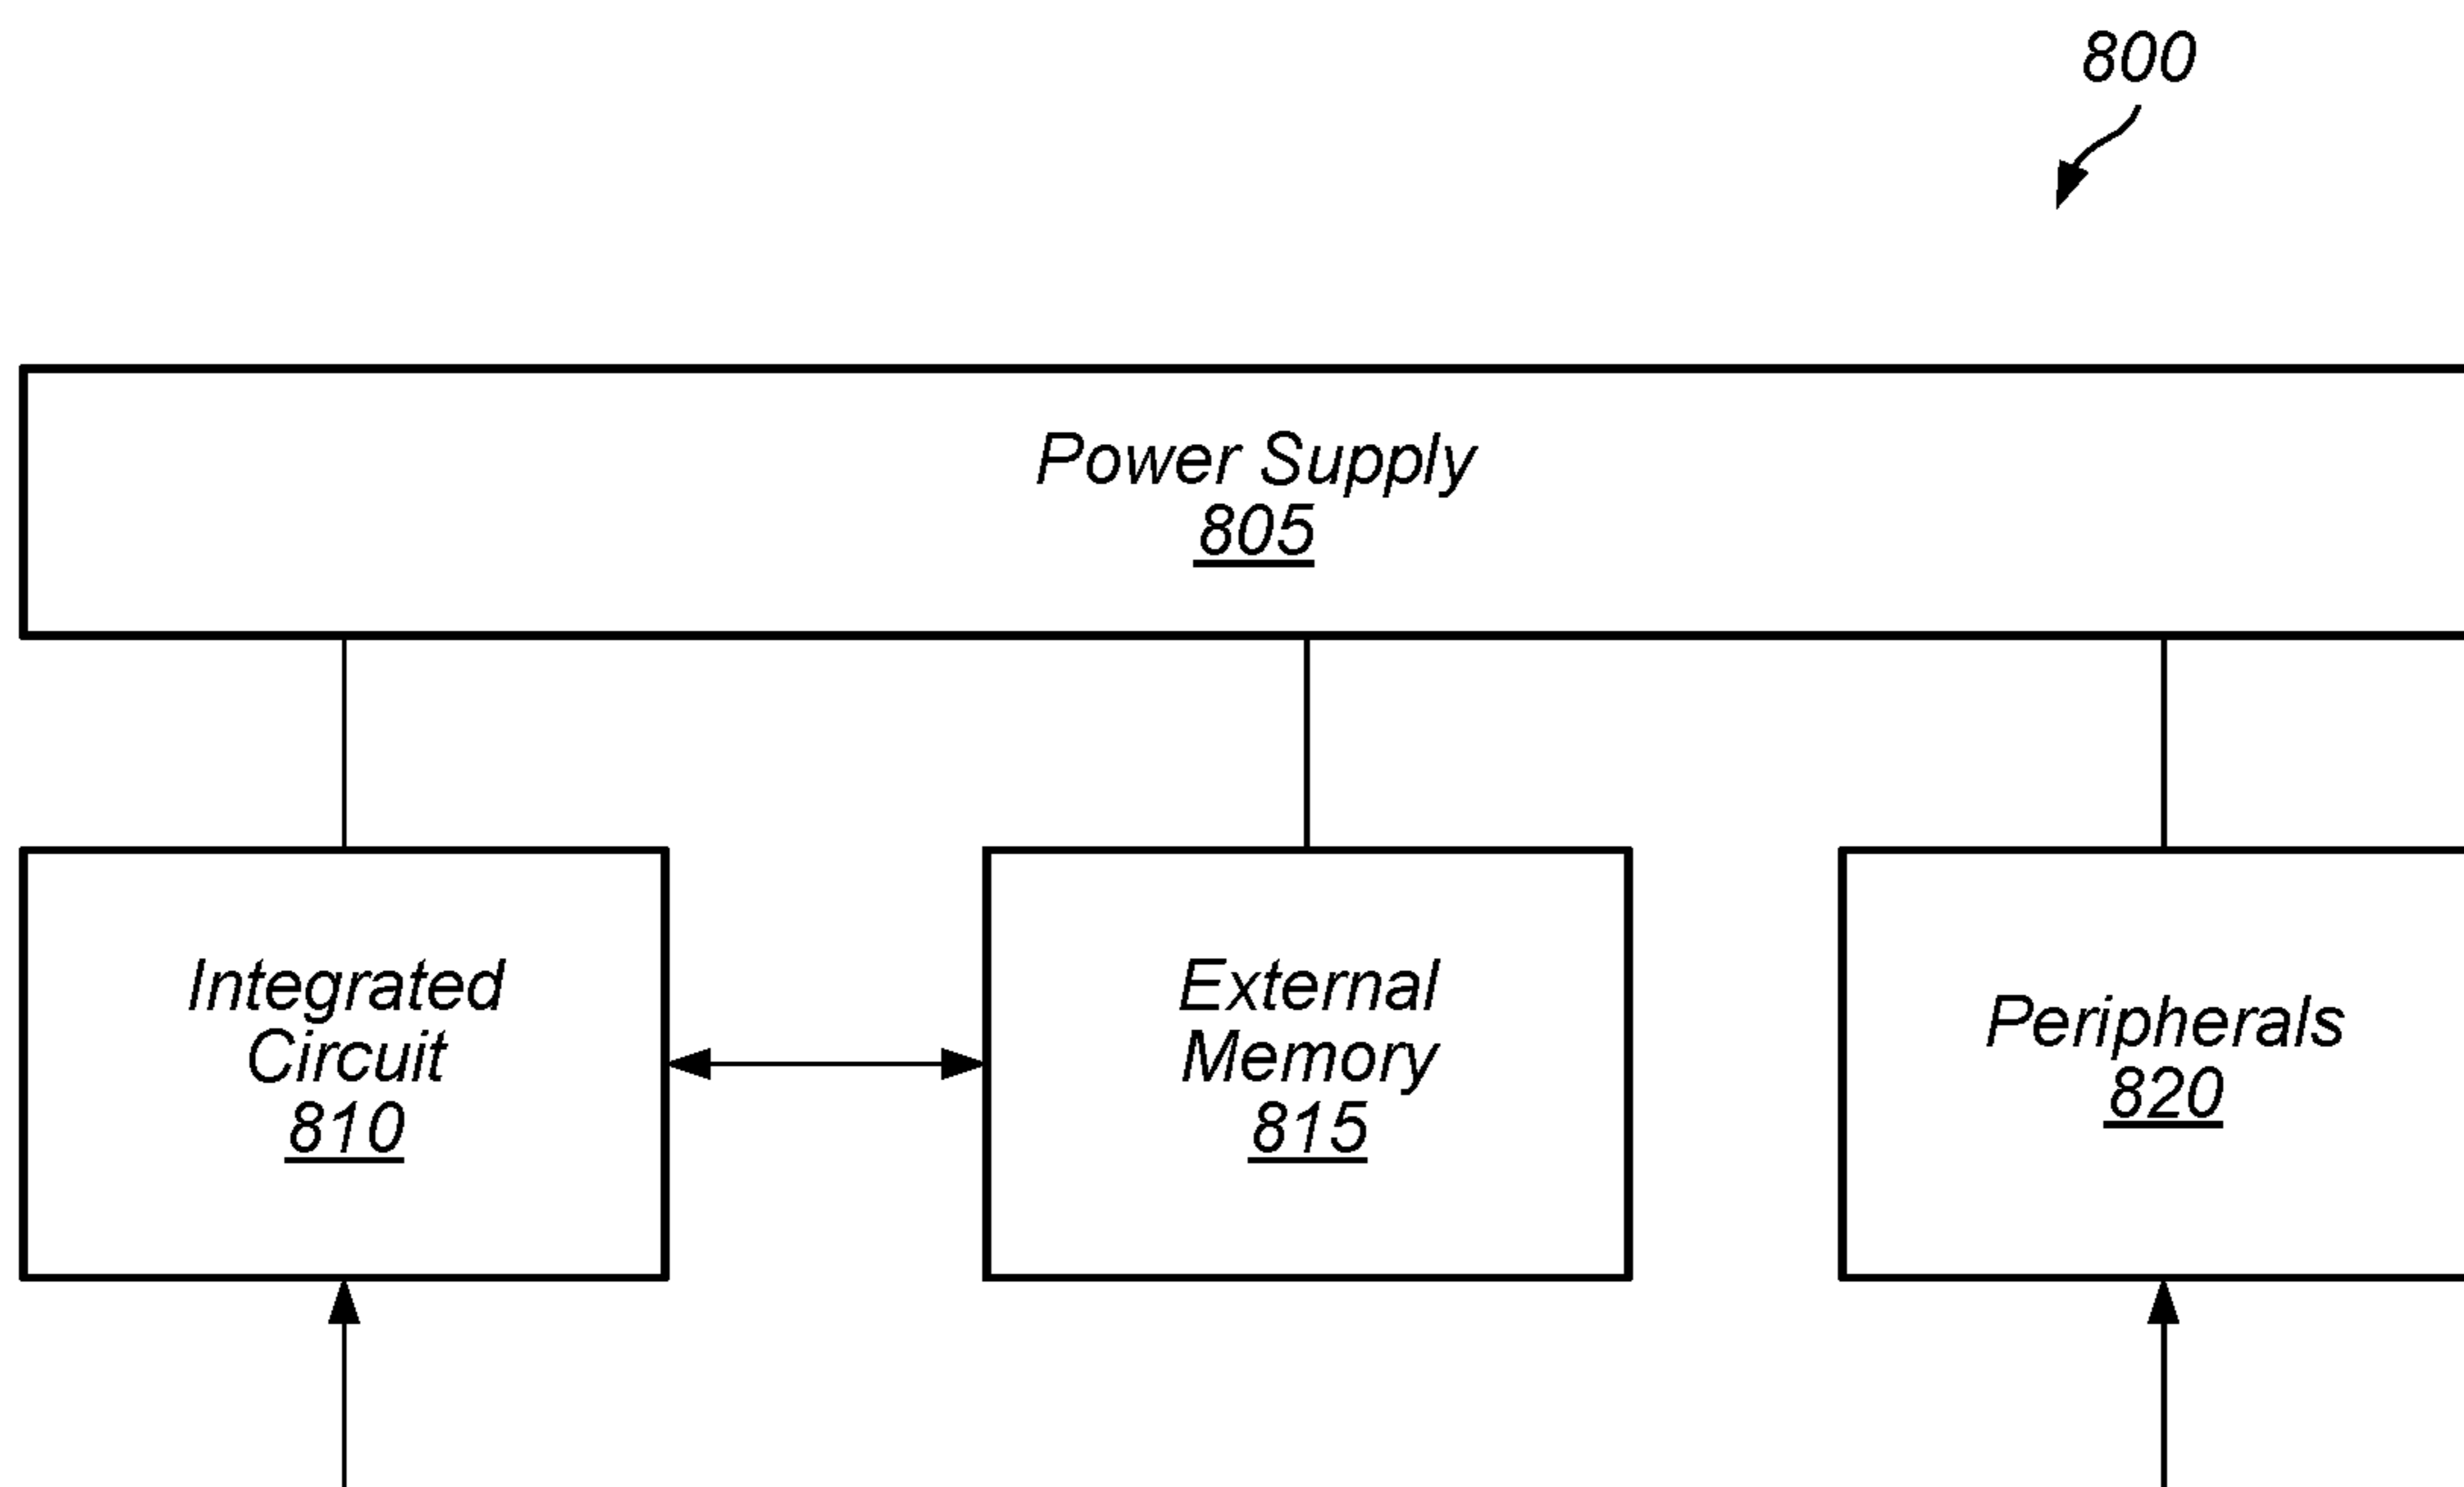 800
Power Supply
805
Integrated
Circuit
810
External
Memory
815
Peripherals
820